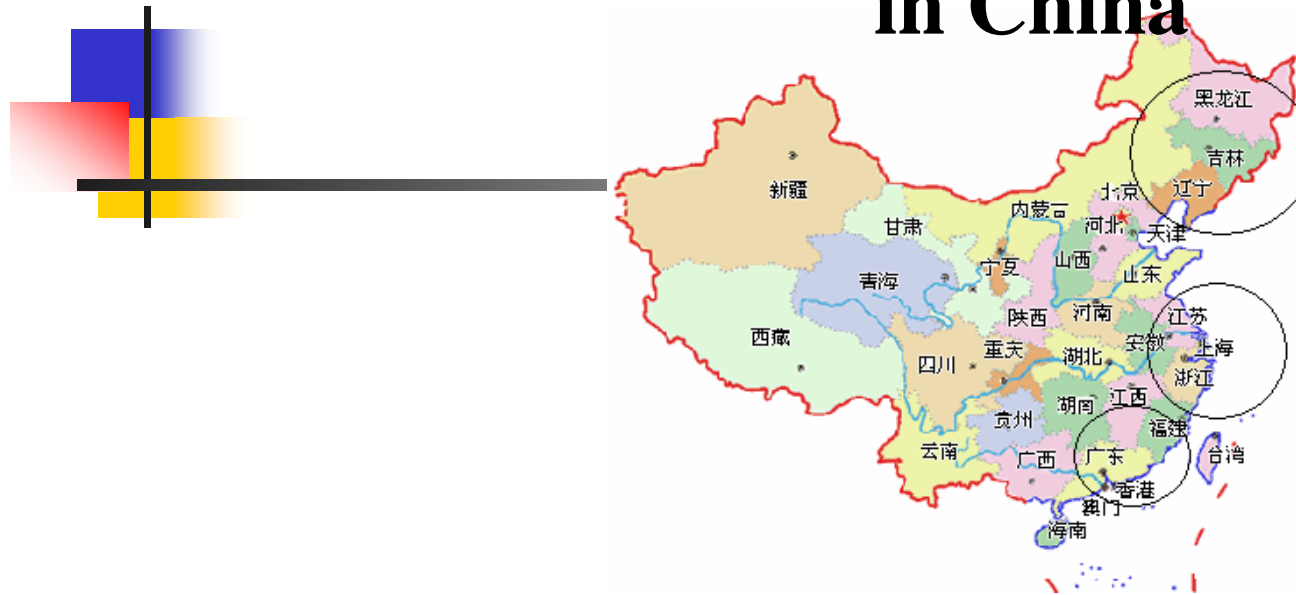 in China
黑龙江
吉林
辽宁
北京
新疆
内蒙古
甘肃
河北
天津
宁夏
山西
山东
青海
陕西
河南
江苏
西藏
安徽
上海
四川
重庆
湖北
浙江
湖南
江西
贵州
福建
云南
广西
广东
台湾
香港
澳门
海南